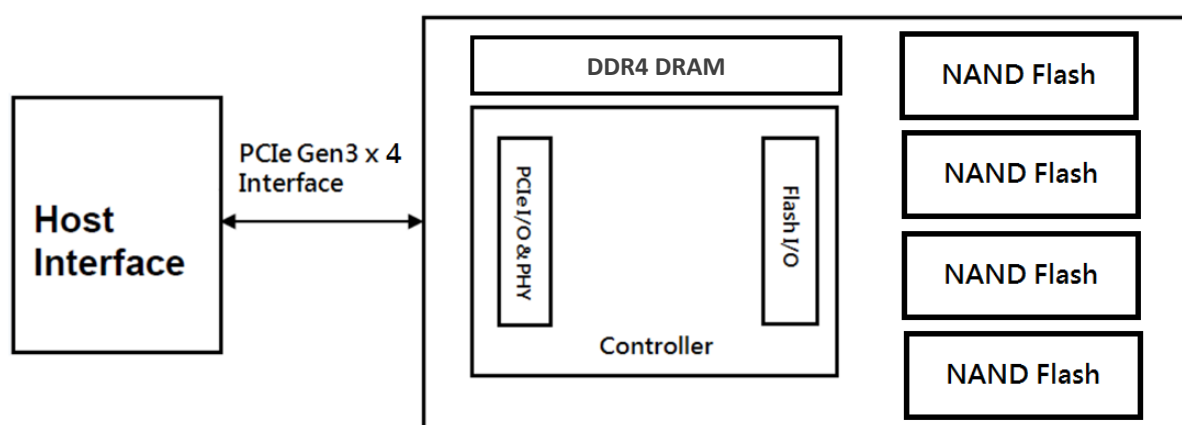 DDR4 DRAM
NAND Flash
PCIe Gen3 x 4
Interface
Host
Interface
PCIe I/O & PHY
Flash I/O
Controller
NAND Flash
NAND Flash
NAND Flash